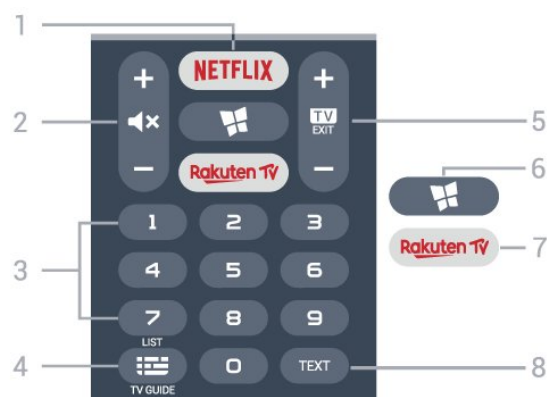 1
NETFLIX
+ +
2
TV
EXIT
5
6
− −
Rakuten TV
Rakuten TV
7
1 2 3
3
4 5 6
7 8 9
LIST
4
0 TEXT
8
TV GUIDE